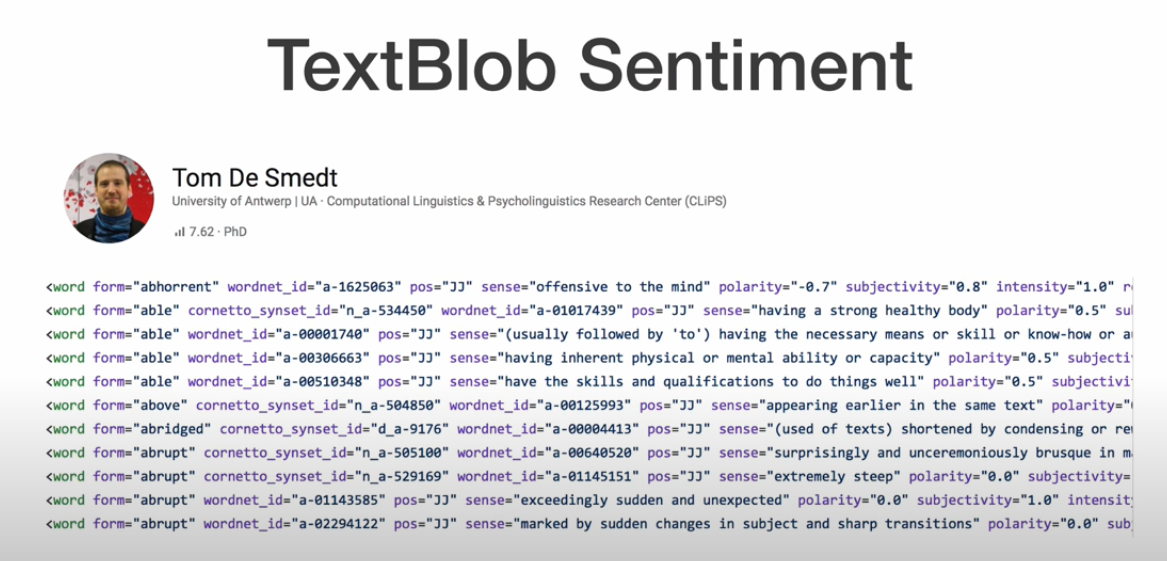 TextBlob Sentiment
Tom De Smedt
University of Antwerp | UA · Computational Linguistics & Psycholinguistics Research Center (CLiPS)
7.62 · PhD
<word form="abhorrent" wordnet_id="a-1625063" pos="JJ" sense="offensive to the mind" polarity="-0.7" subjectivity="0.8" intensity="1.0" r
<word form="able" cornetto_synset_id="n_a-534450" wordnet_id="a-01017439" pos="JJ" sense="having a strong healthy body" polarity="0.5" su
<word form="able" wordnet_id="a-00001740" pos="JJ" sense="(usually followed by 'to') having the necessary means or skill or know-how or a
<word form="able" wordnet_id="a-00306663" pos="JJ" sense="having inherent physical or mental ability or capacity" polarity="0.5" subjecti
<word form="able" wordnet_id="a-00510348" pos="JJ" sense="have the skills and qualifications to do things well" polarity="0.5" subjectivi
<word form="above" cornetto_synset_id="n_a-504850" wordnet_id="a-00125993" pos="JJ" sense="appearing earlier in the same text" polarity="
<word form="abridged" cornetto_synset_id="d_a-9176" wordnet_id="a-00004413" pos="JJ" sense="(used of texts) shortened by condensing or re
<word form="abrupt" cornetto_synset_id="n_a-505100" wordnet_id="a-00640520" pos="JJ" sense="surprisingly and unceremoniously brusque in m
<word form="abrupt" cornetto_synset_id="n_a-529169" wordnet_id="a-01145151" pos="JJ" sense="extremely steep" polarity="0.0" subjectivity=
<word form="abrupt" wordnet_id="a-01143585" pos="JJ" sense="exceedingly sudden and unexpected" polarity="0.0" subjectivity="1.0" intensit
<word form="abrupt" wordnet_id="a-02294122" pos="JJ" sense="marked by sudden changes in subject and sharp transitions" polarity="0.0" sub